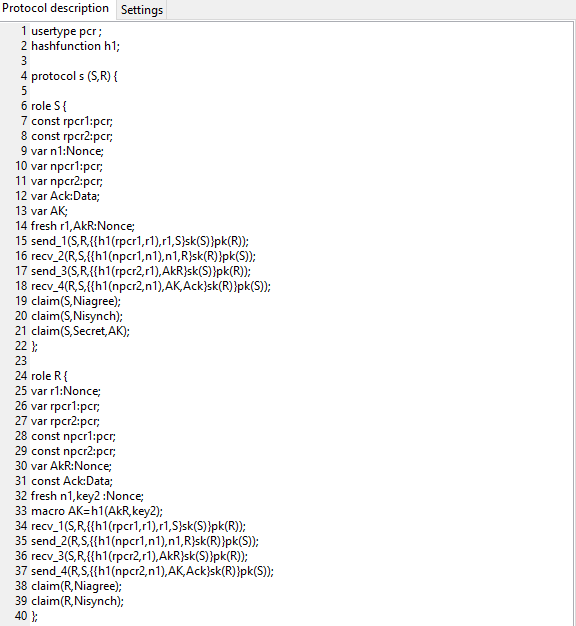 Protocol description Settings
1 usertype pcr ;
2 hashfunction h1;
3
4 protocol s (S,R) {
5
6 role S {
7 const rpcr1:pcr;
8 const rpcr2:pcr;
9 var n1:Nonce;
10 var npcr1:pcr;
11 var npcr2:pcr;
12 var Ack:Data;
13 var AK;
14 fresh r1,AkR:Nonce;
15 send_1(S,R,{{h1(rpcr1,r1),r1,S}sk(S)}pk(R));
16 recv_2(R,S,{{h1(npcr1,n1),n1,R}sk(R)}pk(S));
17 send_3(S,R,{{h1(rpcr2,r1),AkR}sk(S)}pk(R));
18 recv_4(R,S,{{h1(npcr2,n1),AK,Ack}sk(R)}pk(S));
19 claim(S,Niagree);
20 claim(S,Nisynch);
21 claim(S,Secret,AK);
22 };
23
24 role R {
25 var r1:Nonce;
26 var rpcr1:pcr;
27 var rpcr2:pcr;
28 const npcr1:pcr;
29 const npcr2:pcr;
30 var AkR:Nonce;
31 const Ack:Data;
32 fresh n1,key2 :Nonce;
33 macro AK=h1(AkR,key2);
34 recv_1(S,R,{{h1(rpcr1,r1),r1,S}sk(S)}pk(R));
35 send_2(R,S,{{h1(npcr1,n1),n1,R}sk(R)}pk(S));
36 recv_3(S,R,{{h1(rpcr2,r1),AkR}sk(S)}pk(R));
37 send_4(R,S,{{h1(npcr2,n1),AK,Ack}sk(R)}pk(S));
38 claim(R,Niagree);
39 claim(R,Nisynch);
40 };